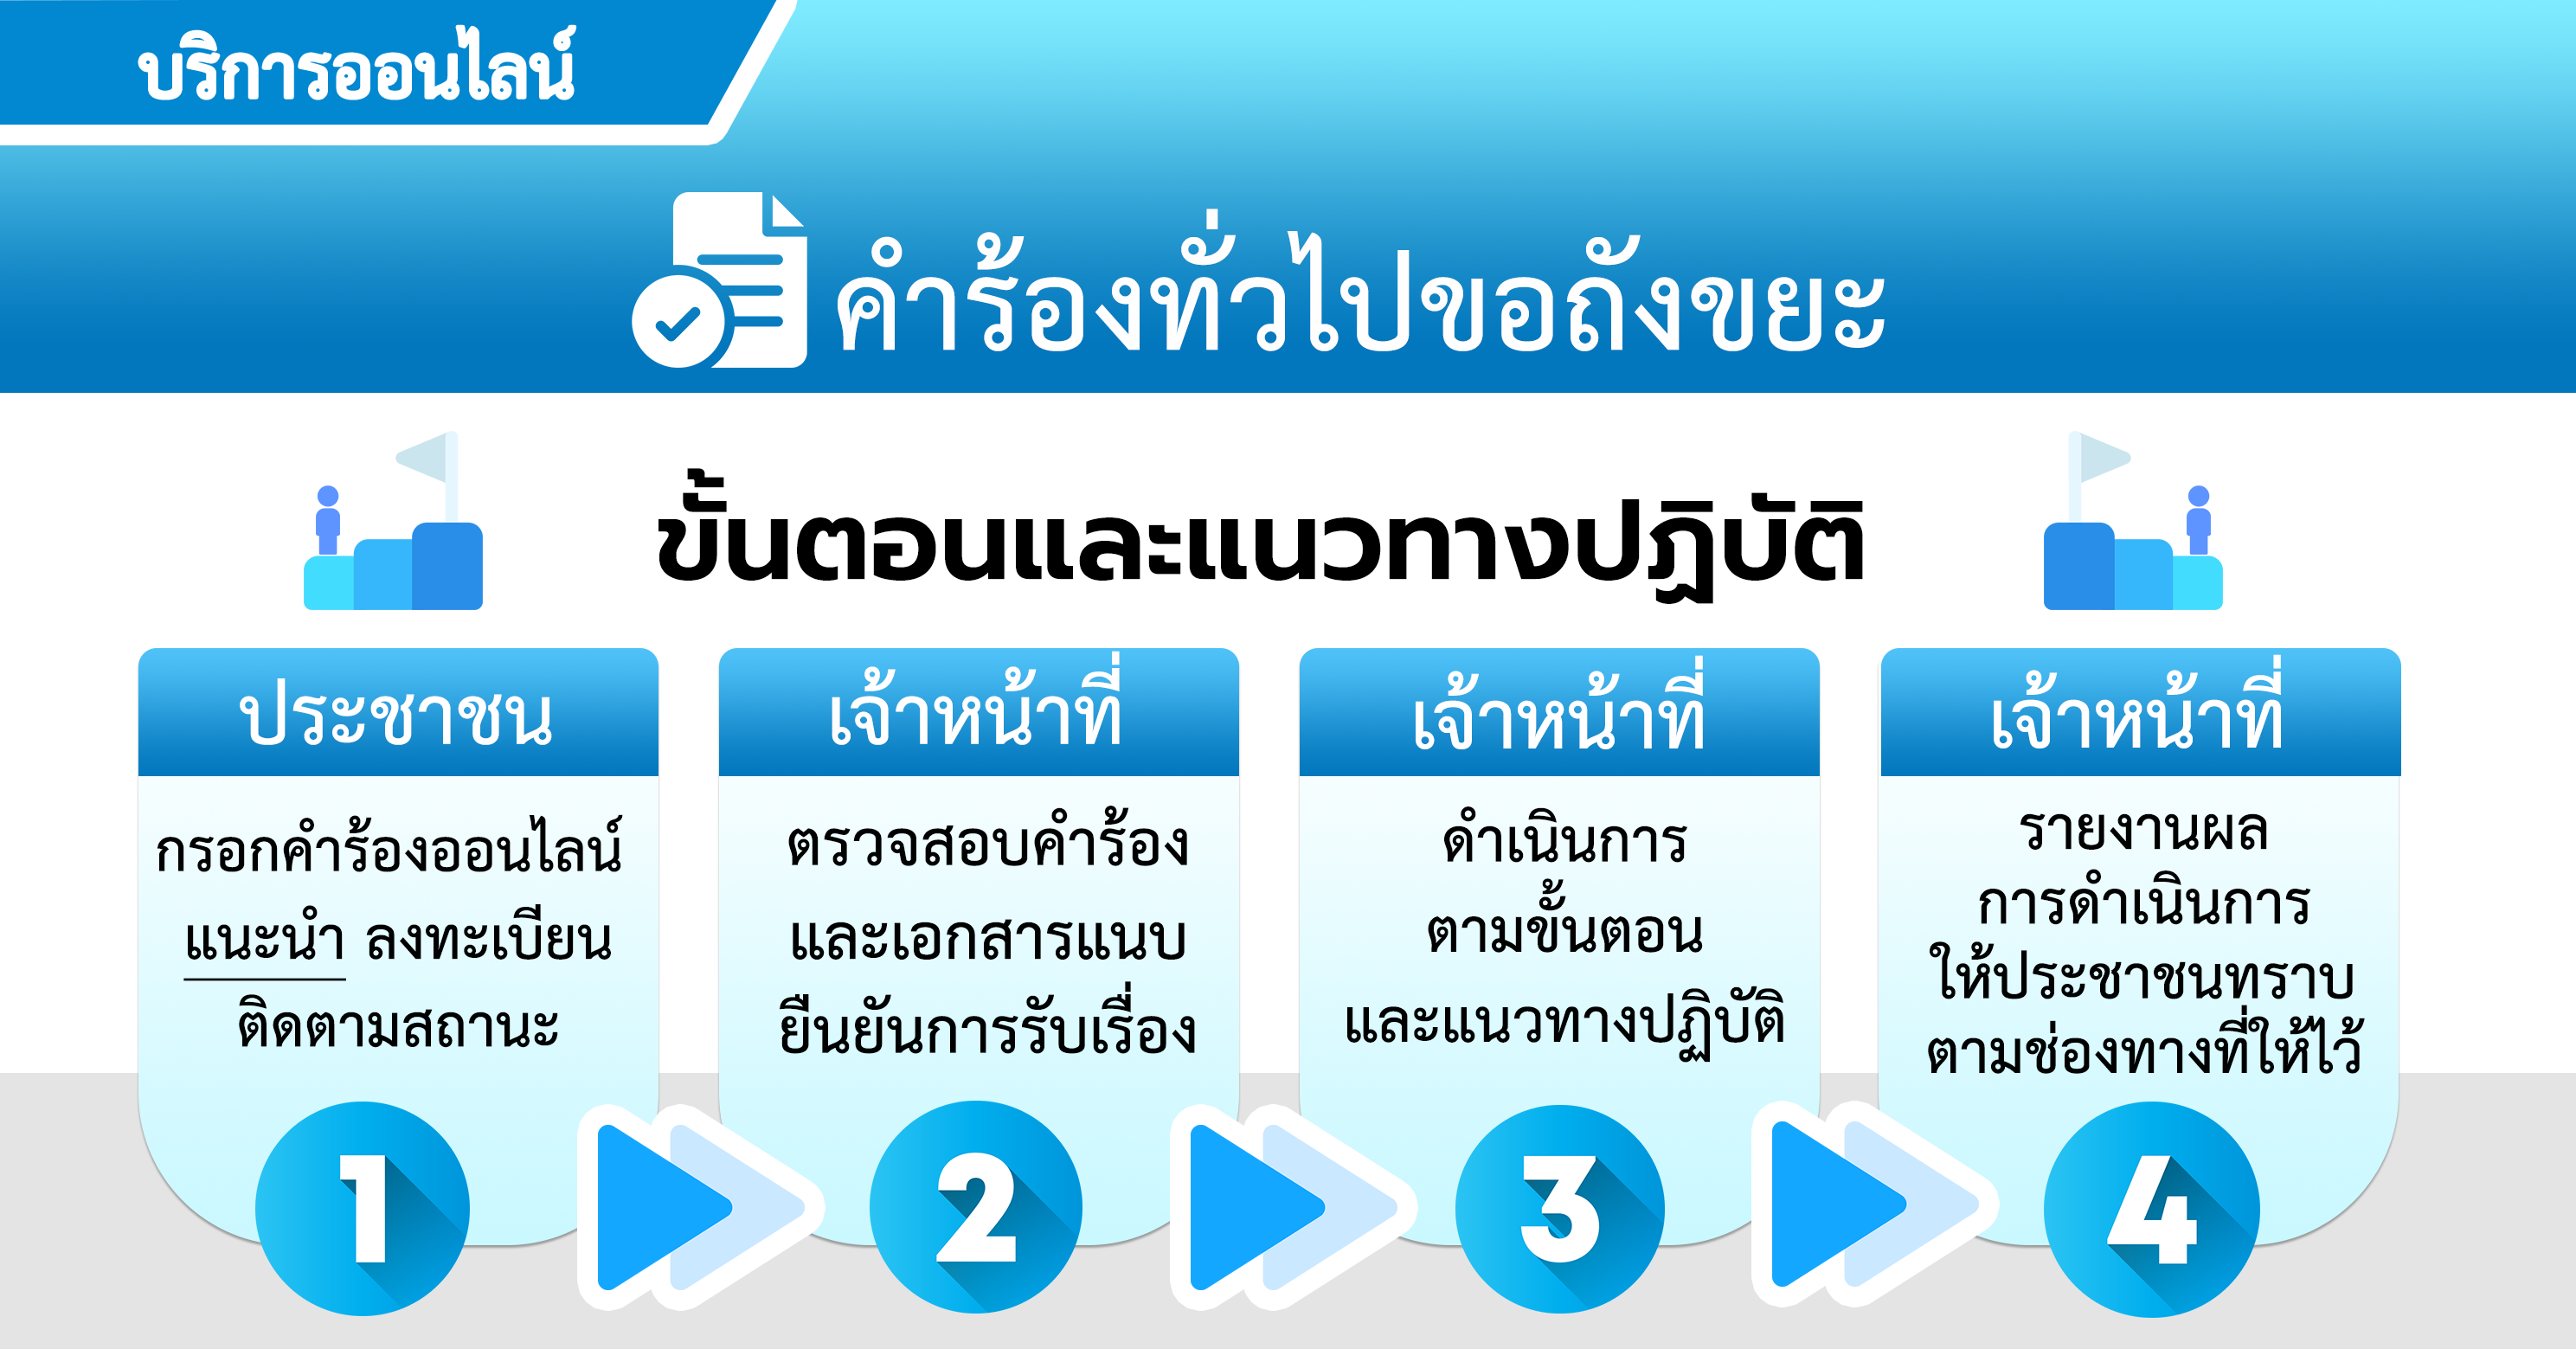 บริการออนไลน์
คำร้องทั่วไปขอถังขยะ
ขั้นตอนและแนวทางปฏิบัติ
ประชาชน
กรอกคำร้องออนไลน์
แนะนำ ลงทะเบียน
ติดตามสถานะ
1
เจ้าหน้าที่
ตรวจสอบคำร้อง
และเอกสารแนบ
ยืนยันการรับเรื่อง
2
เจ้าหน้าที่
ดำเนินการ
ตามขั้นตอน
และแนวทางปฏิบัติ
3
เจ้าหน้าที่
รายงานผล
การดำเนินการ
ให้ประชาชนทราบ
ตามช่องทางที่ให้ไว้
4